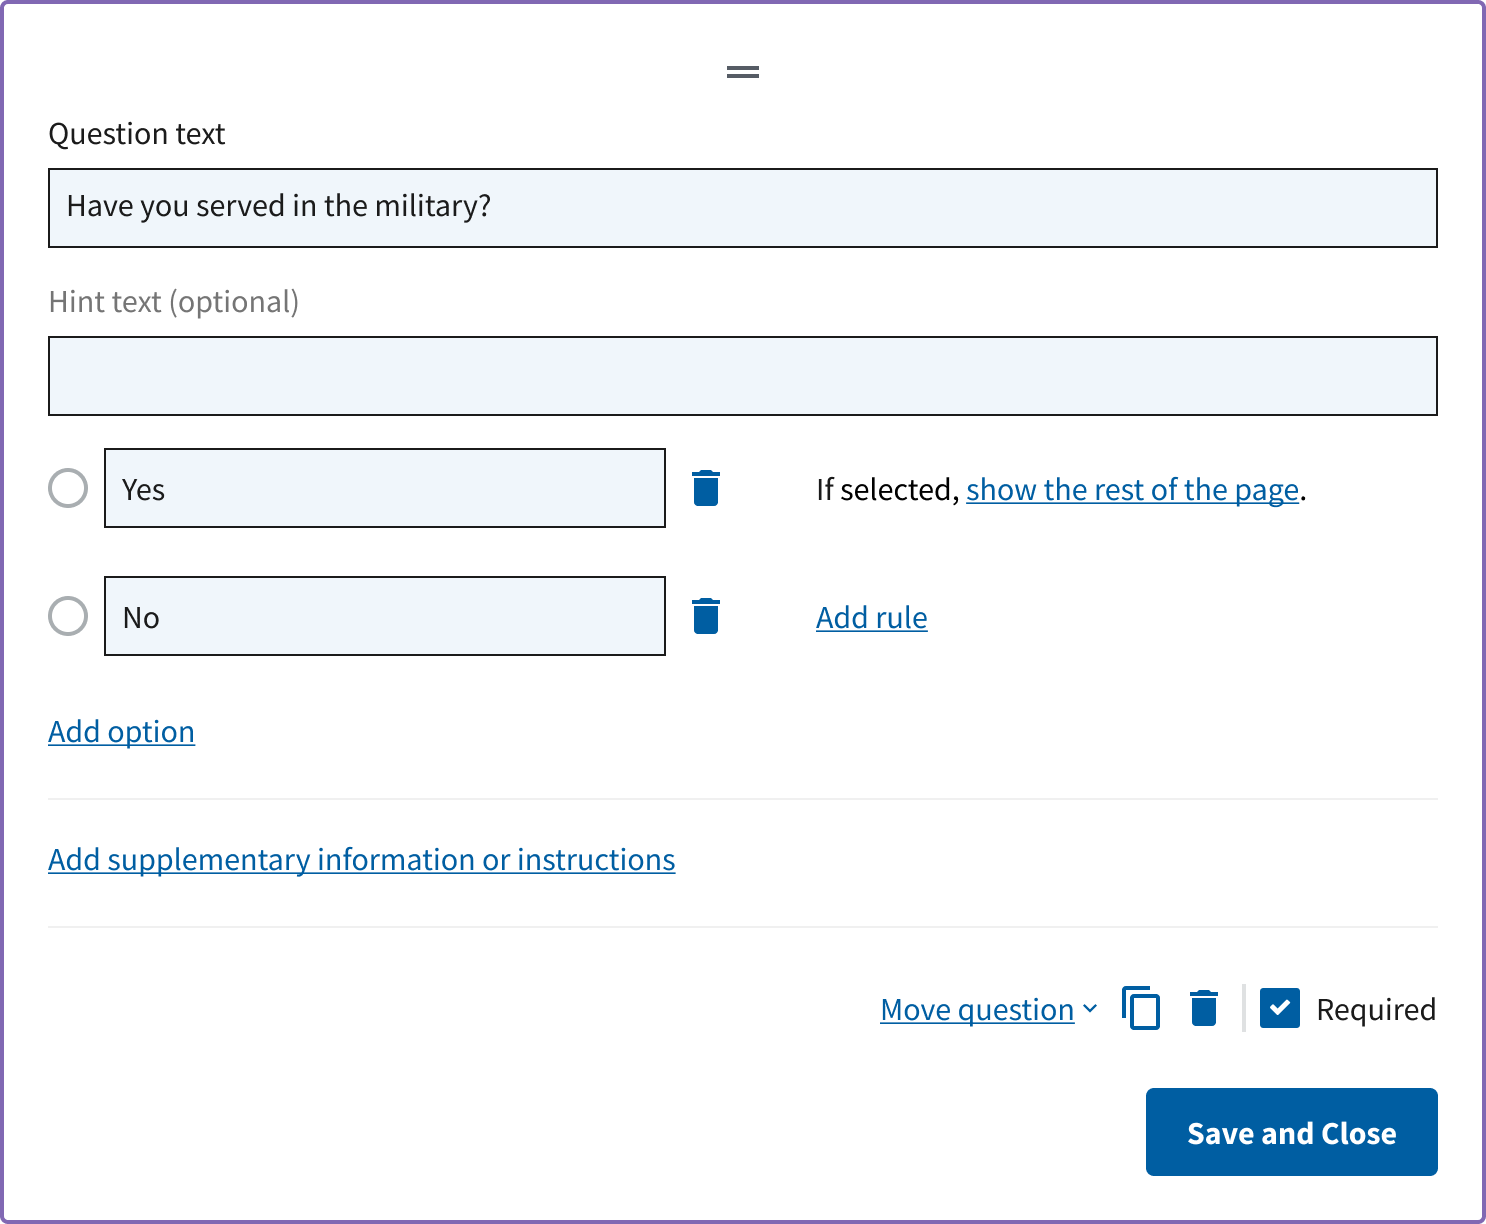 Question text
Have you served in the military?
Hint text (optional)
Yes
If selected, show the rest of the page.
No
Add rule
Add option
Add supplementary information or instructions
Move question
Required
Save and Close